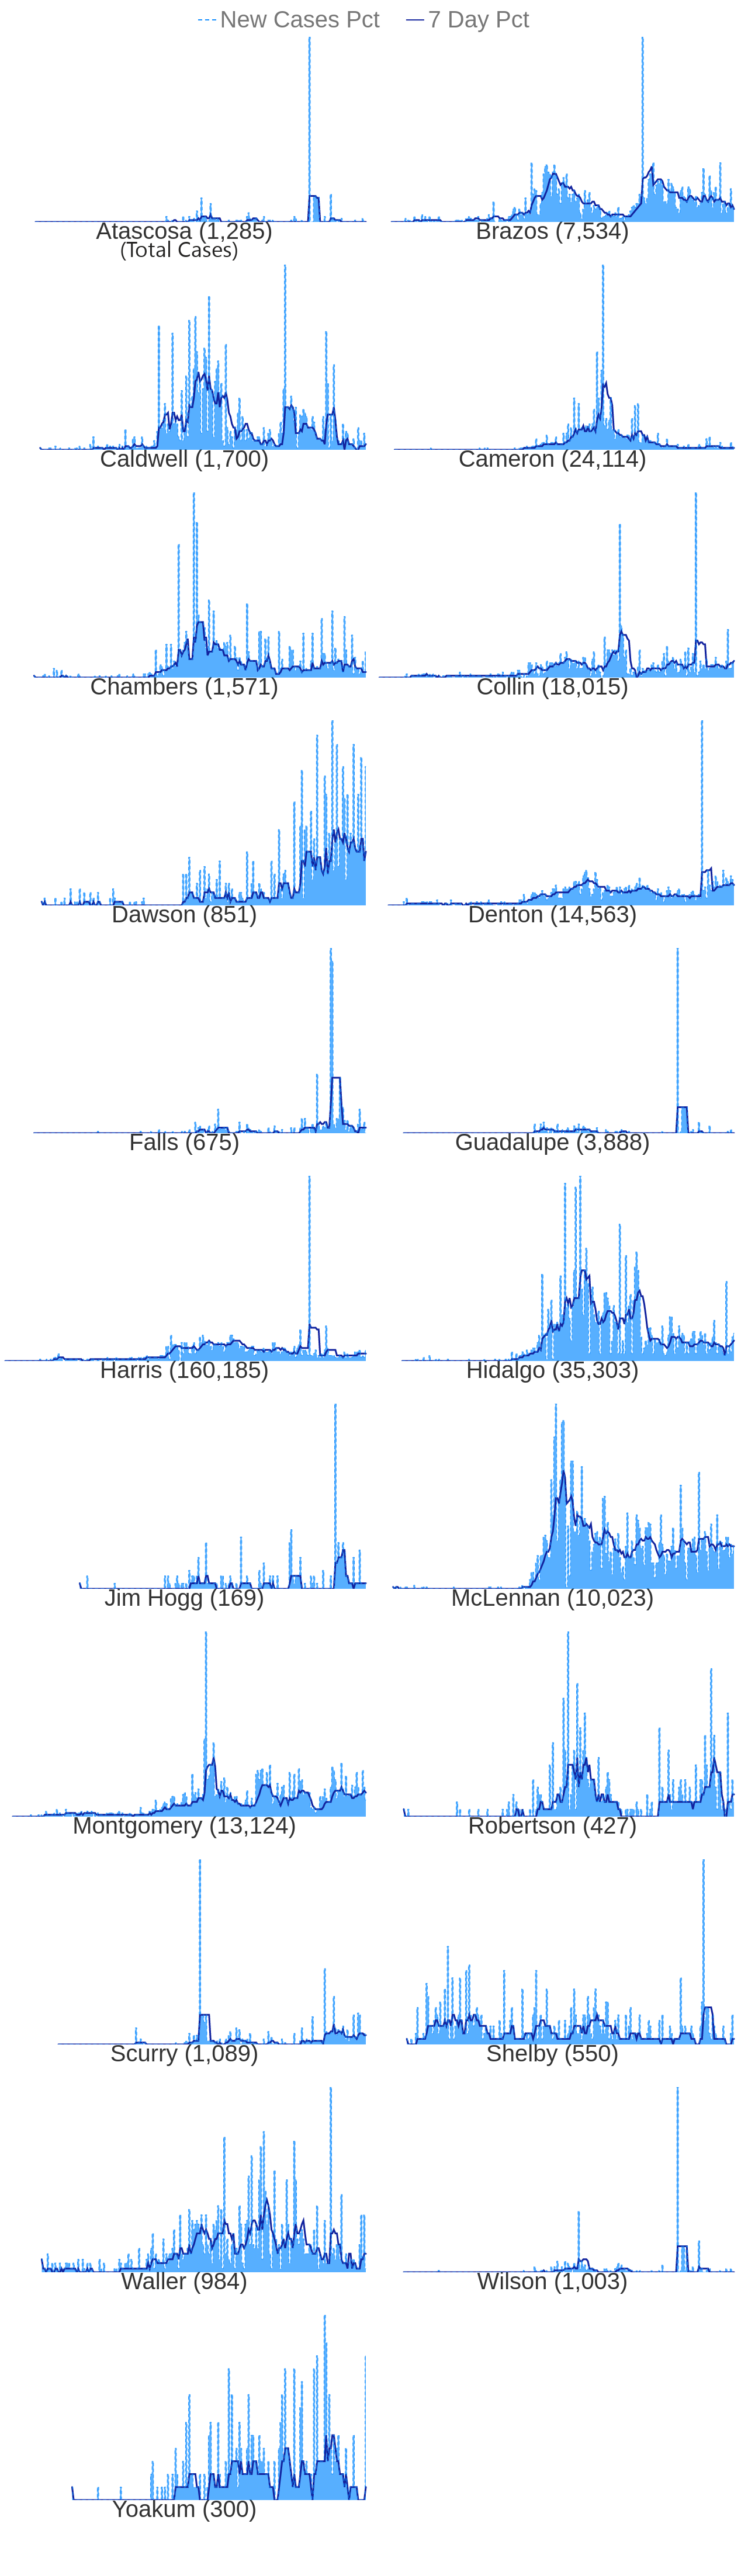 New Cases Pct 7 Day Pct
Atascosa (1,285) Brazos (7,534)
(Total Cases)
Caldwell (1,700) Cameron (24,114)
Chambers (1,571) Collin (18,015)
Dawson (851) Denton (14,563)
Falls (675) Guadalupe (3,888)
Harris (160,185) Hidalgo (35,303)
Jim Hogg (169) McLennan (10,023)
Montgomery (13,124) Robertson (427)
Scurry (1,089) Shelby (550)
Waller (984) Wilson (1,003)
Yoakum (300)